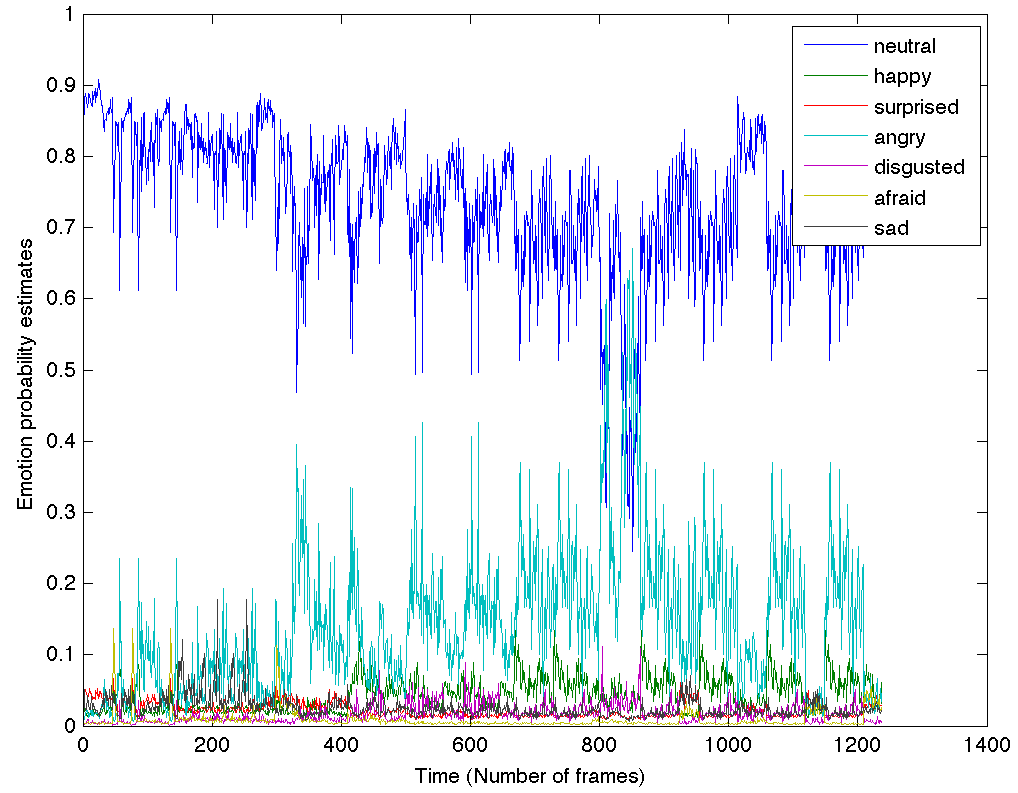 1
0.9
0.8
0.7
0.6
0.5
0.4
0.3
0.2
0.1
0
Emotion probability estimates
neutral
happy
surprised
angry
disgusted
afraid
sad
0 200 400 600 800 1000 1200 1400
Time (Number of frames)